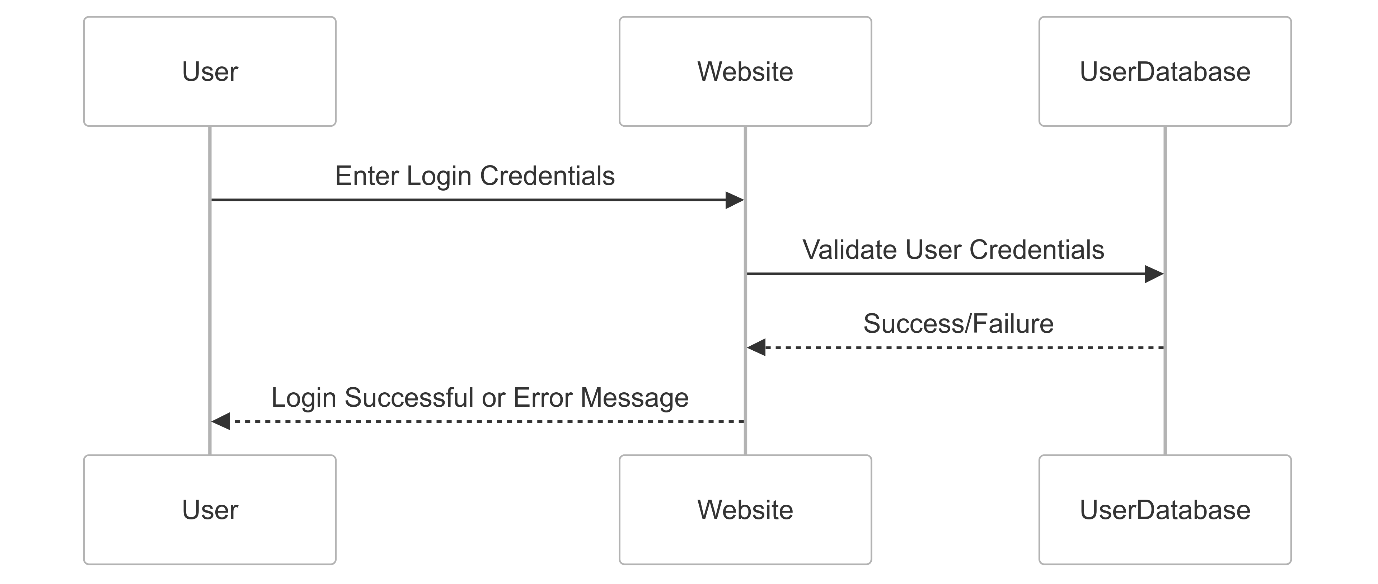 User
Website
UserDatabase
Enter Login Credentials
Validate User Credentials
Success/Failure
Login Successful or Error Message
User
Website
UserDatabase